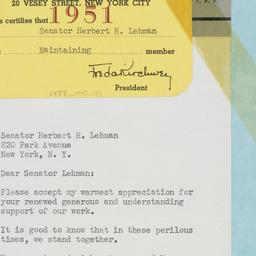 20 VESEY STREET, NEW YORK CITY
1951
s certifies that
Senator Herbert H. Lehman
Maintaining member
Freda Kirchwey
President
Senator Herbert H. Lehman
820 Park Avenue
New York, N. Y.
Dear Senator Lehman:
Please accept my warmest appreciation for
your renewed generous and understanding
support of our work.
It is good to know that in these perilous
times, we stand together.